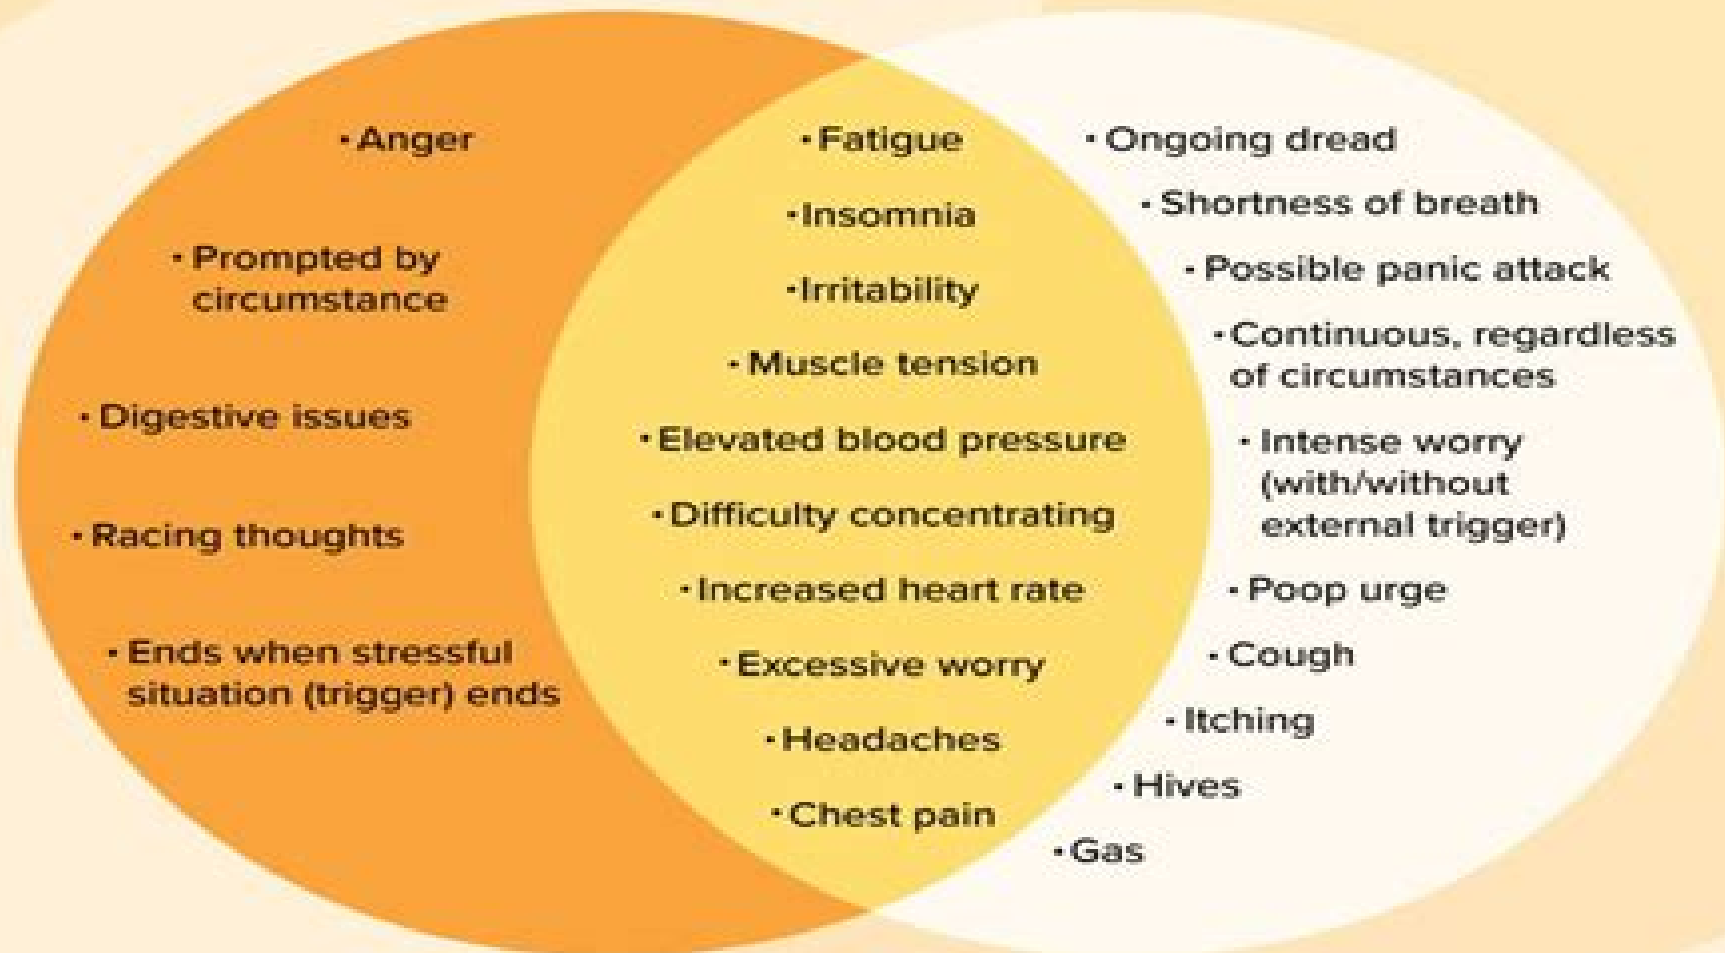 · Anger
· Prompted by
circumstance
· Digestive issues
· Racing thoughts
· Ends when stressful
situation (trigger) ends
· Fatigue
· Insomnia
· Irritability
· Muscle tension
· Elevated blood pressure
· Difficulty concentrating
· Increased heart rate
· Excessive worry
· Headaches
· Chest pain
· Ongoing dread
· Shortness of breath
· Possible panic attack
· Continuous, regardless
of circumstances
· Intense worry
(with/without
external trigger)
· Poop urge
· Cough
· Itching
· Hives
· Gas